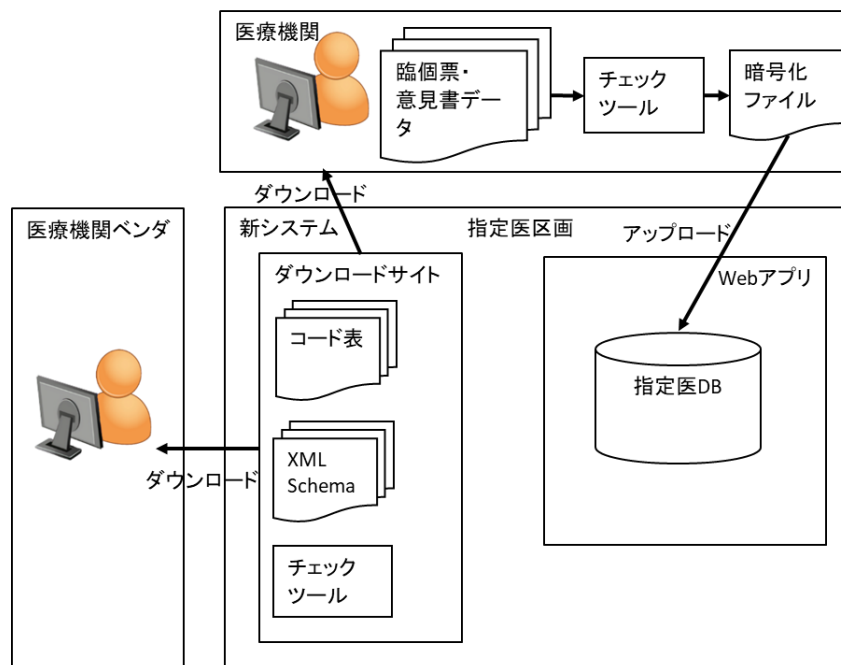 医療機関
臨個票・
意見書デー
タ
チェック
ツール
暗号化
ファイル
ダウンロード
医療機関ベンダ
新システム
指定医区画
アップロード
ダウンロードサイト
Webアプリ
コード表
指定医DB
XML
Schema
ダウンロード
チェック
ツール